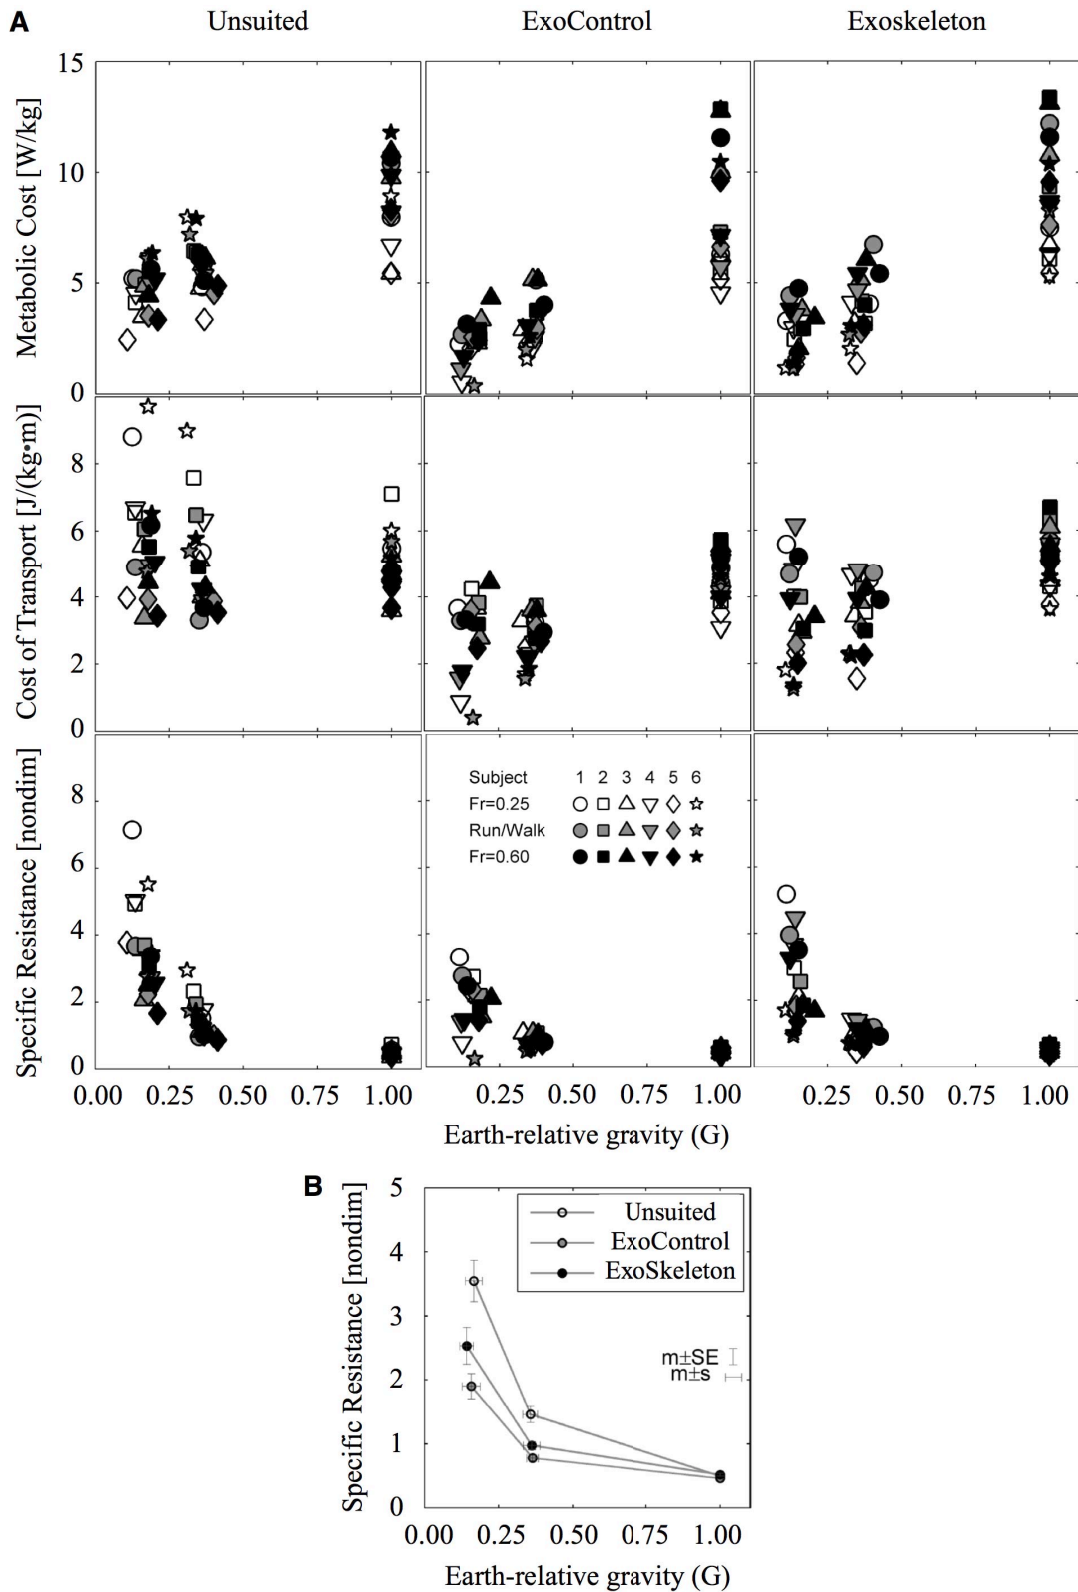 A
Unsuited ExoControl Exoskeleton
Metabolic Cost [W/kg]
15
10
5
0
Cost of Transport [J/(kg•m)]
8
6
4
2
0
Specific Resistance [nondim]
8
6
4
2
0
Subject 1 2 3 4 5 6
Fr=0.25
Run/Walk
Fr=0.60
0.00 0.25 0.50 0.75 1.00 0.25 0.50 0.75 1.00 0.25 0.50 0.75 1.00
Earth-relative gravity (G)
B
Specific Resistance [nondim]
5
4
3
2
1
0
Unsuited
ExoControl
ExoSkeleton
m±SE
m±s
0.00 0.25 0.50 0.75 1.00
Earth-relative gravity (G)